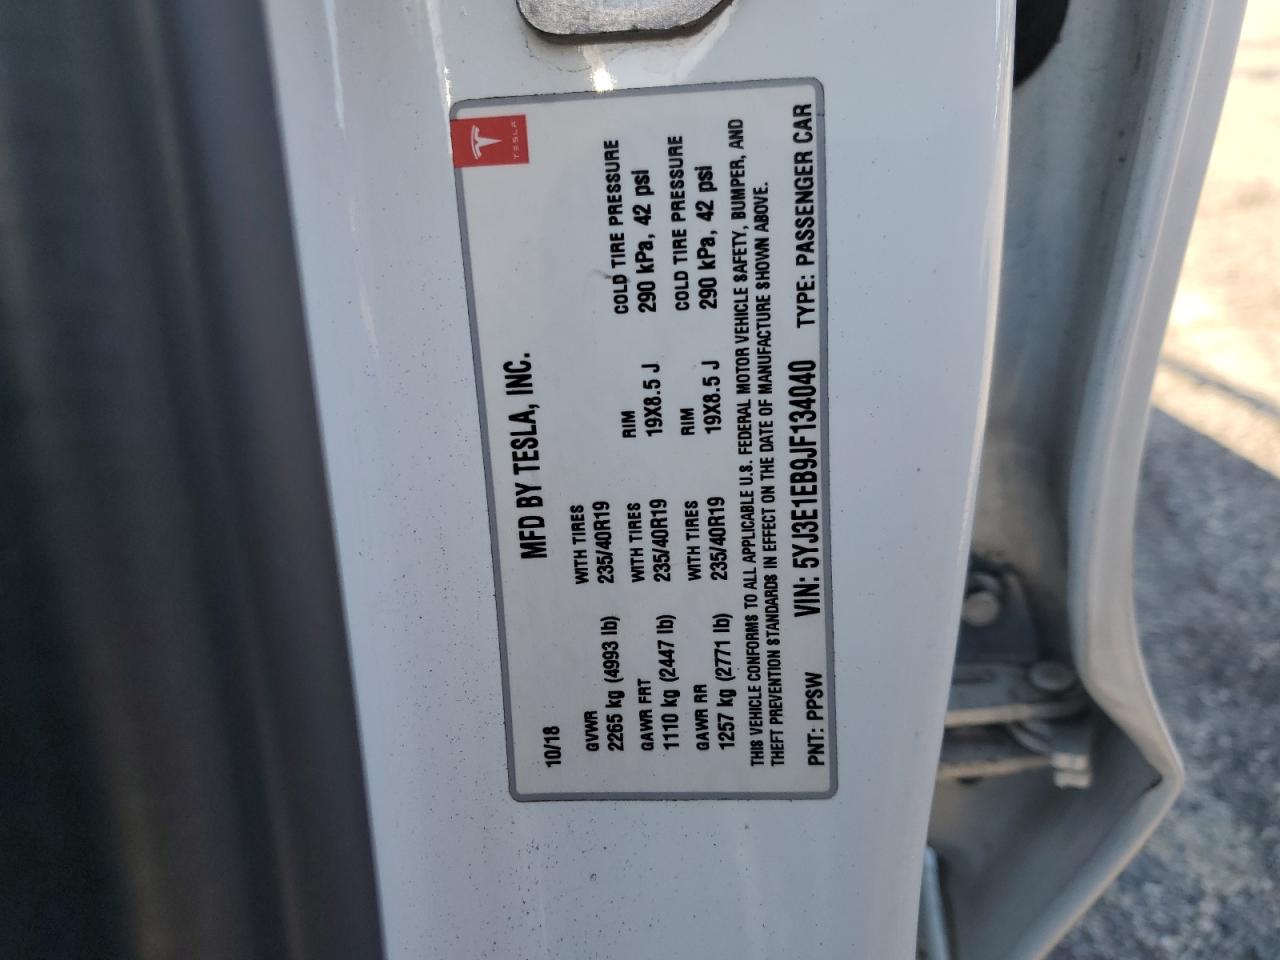 TESLA
MFD BY TESLA, INC.
10/18
GVWR
2265 kg (4993 lb)
WITH TIRES
235/40R19
RIM
19X8.5 J
COLD TIRE PRESSURE
290 kPa, 42 psi
GAWR FRT
1110 kg (2447 lb)
WITH TIRES
235/40R19
RIM
19X8.5 J
COLD TIRE PRESSURE
290 kPa, 42 psi
GAWR RR
1257 kg (2771 lb)
WITH TIRES
235/40R19
THIS VEHICLE CONFORMS TO ALL APPLICABLE U.S. FEDERAL MOTOR VEHICLE SAFETY, BUMPER, AND
THEFT PREVENTION STANDARDS IN EFFECT ON THE DATE OF MANUFACTURE SHOWN ABOVE.
PNT: PPSW VIN: 5YJ3E1EB9JF134040 TYPE: PASSENGER CAR